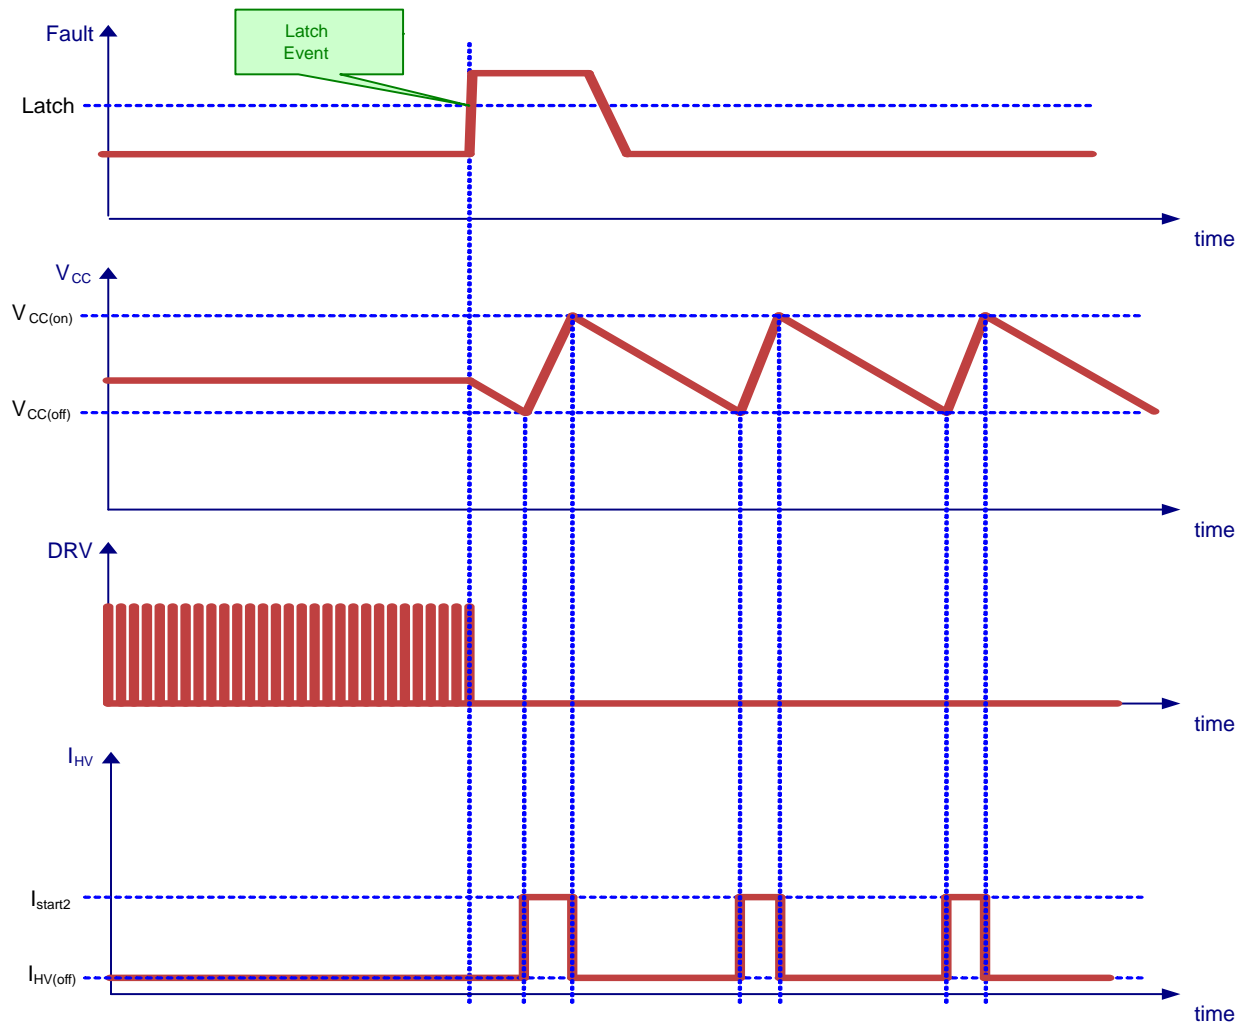 Fault
Latch
Event
Latch
time
VCC
VCC(on)
VCC(off)
time
DRV
time
IHV
Istart2
IHV(off)
time